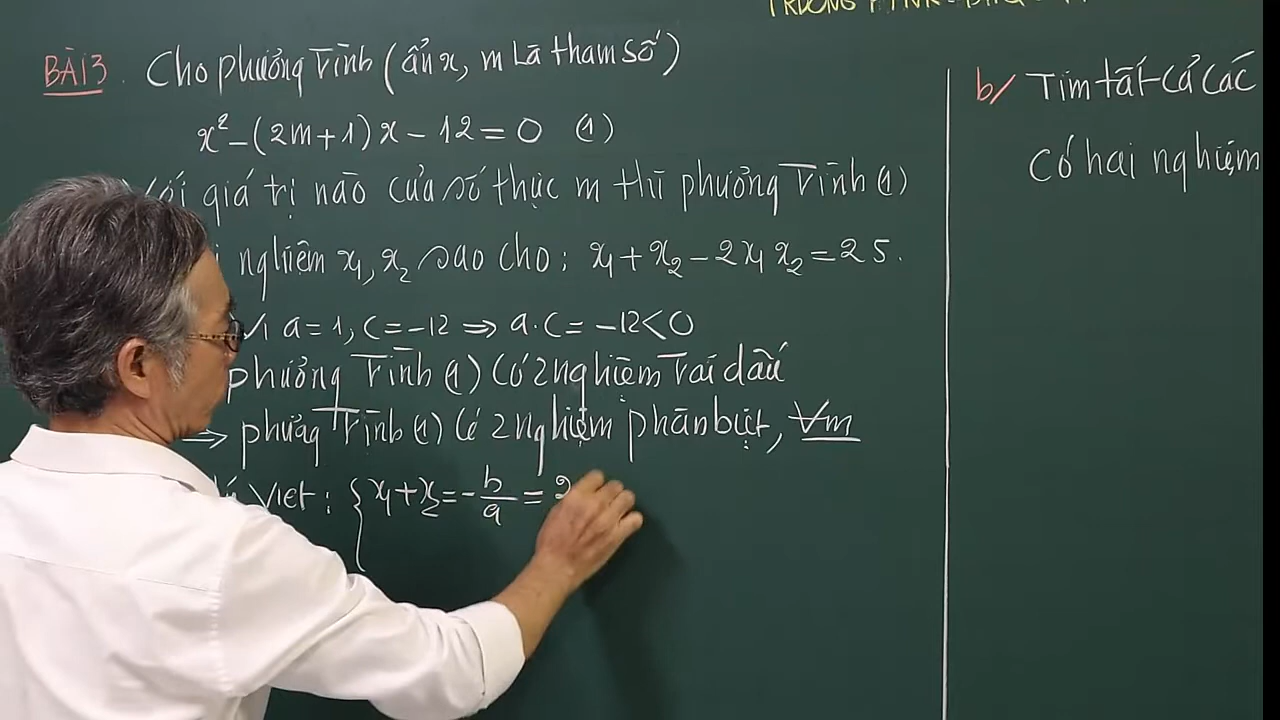 BÀI 3. Cho phương trình (ẩn x, m là tham số)
x² - (2m+1)x - 12 = 0 (1)
Với giá trị nào của số thực m thì phương trình (1)
nghiệm x₁, x₂ sao cho: x₁ + x₂ - 2x₁x₂ = 25.
Vì a = 1, c = -12 ⇒ a.c = -12 < 0
phương trình (1) có 2 nghiệm trái dấu
⇒ phương trình (1) có 2 nghiệm phân biệt, ∀m
Viet: { x₁ + x₂ = -b/a = 2
b/ Tìm tất cả các
có hai nghiệm